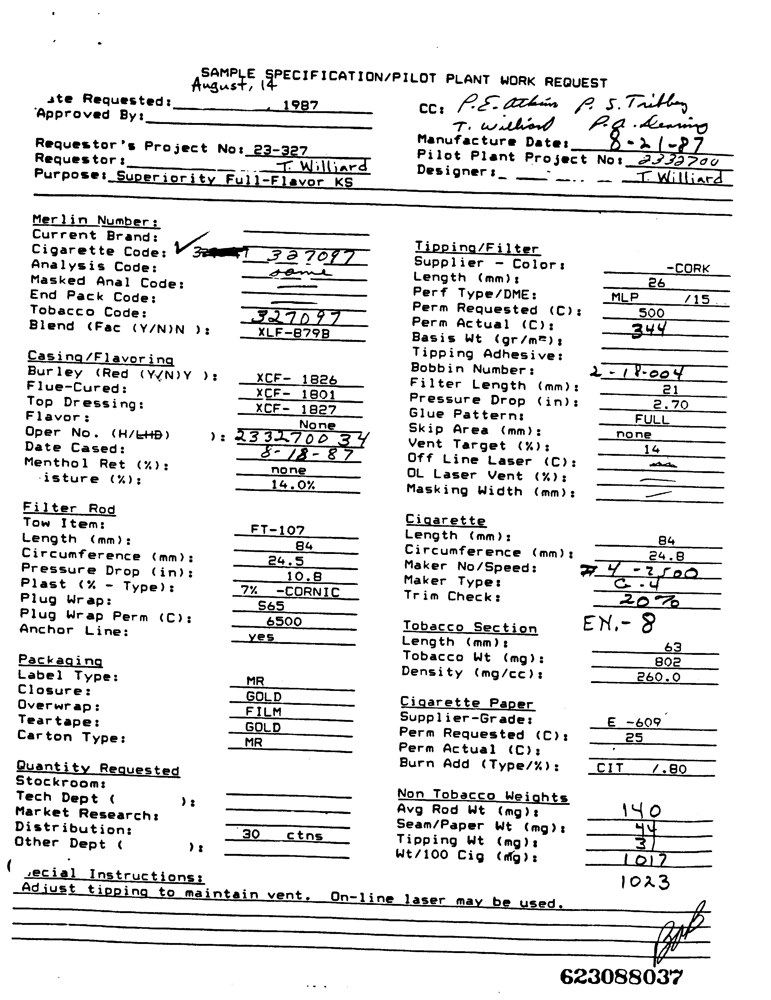 SAMPLE SPECIFICATION/PILOT PLANT WORK REQUEST
August, 14
te Requested: , 1987
Approved By:
CC: P.E. Atkins P. S. Tribbey
T. Williard P.A. Dearing
Requestor's Project No: 23-327
Manufacture Date: 8-21-87
Requestor: T. Williard
Pilot Plant Project No: 2332700
Purpose: Superiority Full-Flavor KS
Designer: T. Williard
Merlin Number:
Current Brand:
Cigarette Code: 327097
Analysis Code: same
Masked Anal Code: —
End Pack Code: —
Tobacco Code: 327097
Blend (Fac (Y/N)N ): XLF-879B
Casing/Flavoring
Burley (Red (Y/N)Y ): XCF- 1826
Flue-Cured: XCF- 1801
Top Dressing: XCF- 1827
Flavor: None
Oper No. (H/LHB) ): 2332700 34
Date Cased: 8-18-87
Menthol Ret (%): none
isture (%): 14.0%
Filter Rod
Tow Item: FT-107
Length (mm): 84
Circumference (mm): 24.5
Pressure Drop (in): 10.8
Plast (% - Type): 7% -CORNIC
Plug Wrap: S65
Plug Wrap Perm (C): 6500
Anchor Line: yes
Packaging
Label Type: MR
Closure: GOLD
Overwrap: FILM
Teartape: GOLD
Carton Type: MR
Quantity Requested
Stockroom:
Tech Dept ( ):
Market Research:
Distribution: 30 ctns
Other Dept ( ):
Tipping/Filter
Supplier - Color: -CORK
Length (mm): 26
Perf Type/DME: MLP /15
Perm Requested (C): 500
Perm Actual (C): 344
Basis Wt (gr/m²):
Tipping Adhesive:
Bobbin Number: 2-18-004
Filter Length (mm): 21
Pressure Drop (in): 2.70
Glue Pattern: FULL
Skip Area (mm): none
Vent Target (%): 14
Off Line Laser (C): —
OL Laser Vent (%): —
Masking Width (mm): —
Cigarette
Length (mm): 84
Circumference (mm): 24.8
Maker No/Speed: #4-2500
Maker Type: G-4
Trim Check: 20%
Tobacco Section EN.- 8
Length (mm): 63
Tobacco Wt (mg): 802
Density (mg/cc): 260.0
Cigarette Paper
Supplier-Grade: E -609
Perm Requested (C): 25
Perm Actual (C):
Burn Add (Type/%): CIT /.80
Non Tobacco Weights
Avg Rod Wt (mg): 140
Seam/Paper Wt (mg): 44
Tipping Wt (mg): 31
Wt/100 Cig (mg): 1017
1023
( ecial Instructions:
Adjust tipping to maintain vent. On-line laser may be used.
Bob
623088037